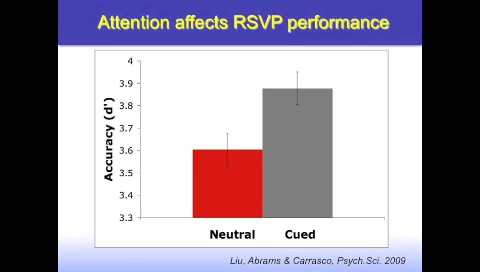 Attention affects RSVP performance
Accuracy (d')
4
3.9
3.8
3.7
3.6
3.5
3.4
3.3
Neutral Cued
Liu, Abrams & Carrasco, Psych.Sci. 2009